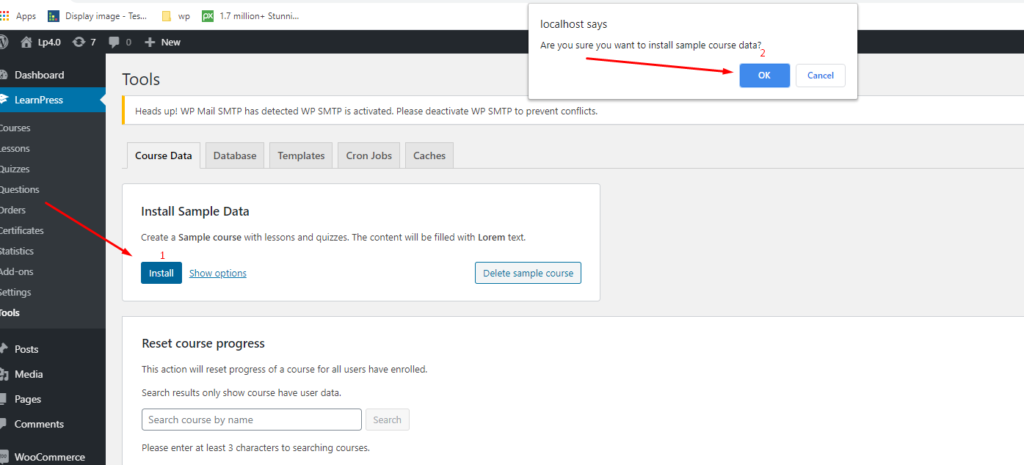 Apps Display image - Tes... wp 1.7 million+ Stunni...
Lp4.0 7 0 New
localhost says
Are you sure you want to install sample course data?
2
OK Cancel
Dashboard
LearnPress
Courses
Lessons
Quizzes
Questions
Orders
Certificates
Statistics
Add-ons
Settings
Tools
Posts
Media
Pages
Comments
WooCommerce
Tools
Heads up! WP Mail SMTP has detected WP SMTP is activated. Please deactivate WP SMTP to prevent conflicts.
Course Data Database Templates Cron Jobs Caches
Install Sample Data
Create a Sample course with lessons and quizzes. The content will be filled with Lorem text.
1
Install Show options Delete sample course
Reset course progress
This action will reset progress of a course for all users have enrolled.
Search results only show course have user data.
Search course by name Search
Please enter at least 3 characters to searching courses.